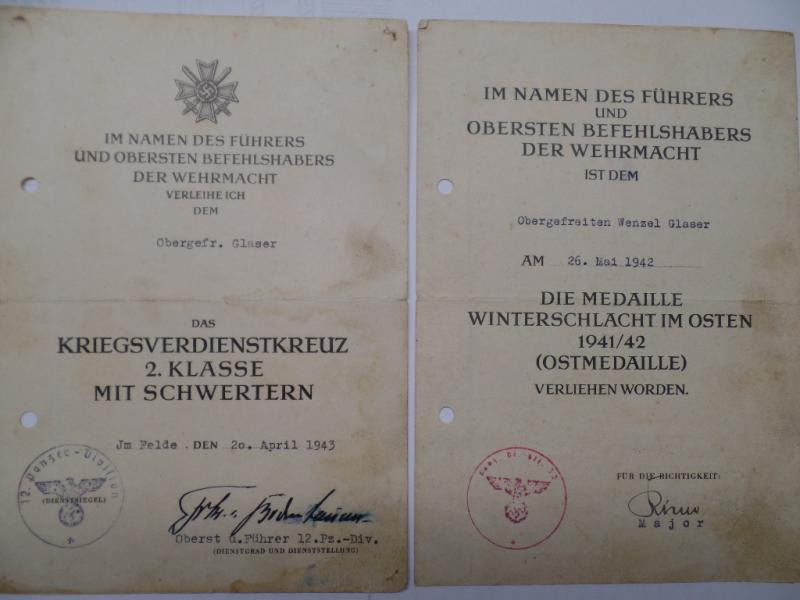 IM NAMEN DES FÜHRERS
UND OBERSTEN BEFEHLSHABERS
DER WEHRMACHT
VERLEIHE ICH
DEM
Obergefr. Glaser
DAS
KRIEGSVERDIENSTKREUZ
2. KLASSE
MIT SCHWERTERN
Jm Felde . DEN 20. April 1943
12. Panzer-Division
(DIENSTSIEGEL)
Oberst u.Führer 12.Pz.-Div.
(DIENSTGRAD UND DIENSTSTELLUNG)
IM NAMEN DES FÜHRERS
UND
OBERSTEN BEFEHLSHABERS
DER WEHRMACHT
IST DEM
Obergefreiten Wenzel Glaser
AM 26. Mai 1942
DIE MEDAILLE
WINTERSCHLACHT IM OSTEN
1941/42
(OSTMEDAILLE)
VERLIEHEN WORDEN.
FÜR DIE RICHTIGKEIT:
Major